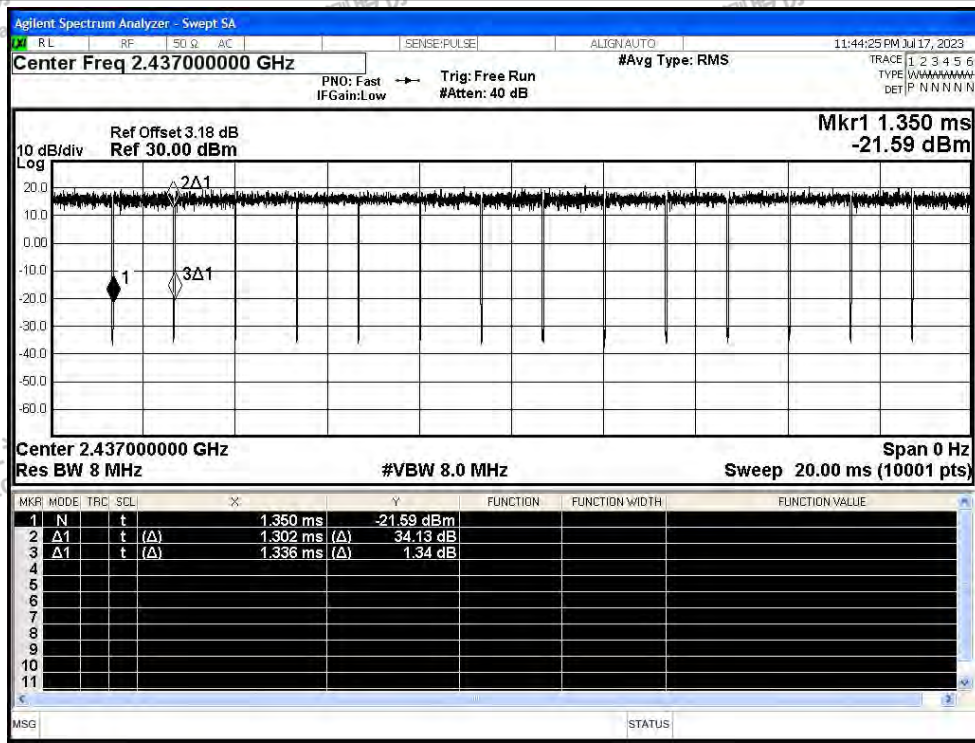 Agilent Spectrum Analyzer - Swept SA
RL RF 50 Ω AC SENSE:PULSE ALIGN AUTO 11:44:25 PM Jul 17, 2023
Center Freq 2.437000000 GHz #Avg Type: RMS TRACE 1 2 3 4 5 6
PNO: Fast Trig: Free Run TYPE WWWWWW
IFGain:Low #Atten: 40 dB DET P N N N N N
Mkr1 1.350 ms
Ref Offset 3.18 dB -21.59 dBm
10 dB/div Ref 30.00 dBm
Log
20.0 2Δ1
10.0
0.00
-10.0 1 3Δ1
-20.0
-30.0
-40.0
-50.0
-60.0
Center 2.437000000 GHz Span 0 Hz
Res BW 8 MHz #VBW 8.0 MHz Sweep 20.00 ms (10001 pts)
MKR MODE TRC SCL X Y FUNCTION FUNCTION WIDTH FUNCTION VALUE
1 N t 1.350 ms -21.59 dBm
2 Δ1 t (Δ) 1.302 ms (Δ) 34.13 dB
3 Δ1 t (Δ) 1.336 ms (Δ) 1.34 dB
4
5
6
7
8
9
10
11
MSG STATUS